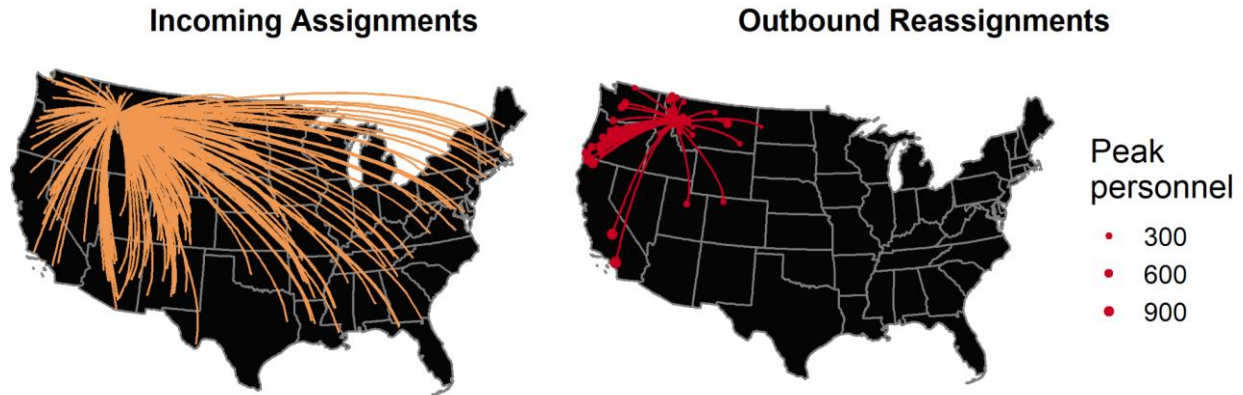 Incoming Assignments
Outbound Reassignments
Peak
personnel
300
600
900